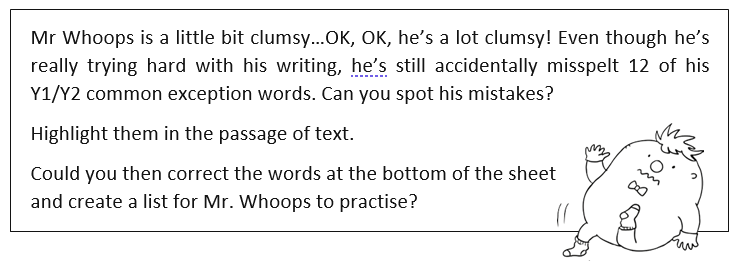 Mr Whoops is a little bit clumsy...OK, OK, he's a lot clumsy! Even though he's
really trying hard with his writing, he's still accidentally misspelt 12 of his
Y1/Y2 common exception words. Can you spot his mistakes?
Highlight them in the passage of text.
Could you then correct the words at the bottom of the sheet
and create a list for Mr. Whoops to practise?